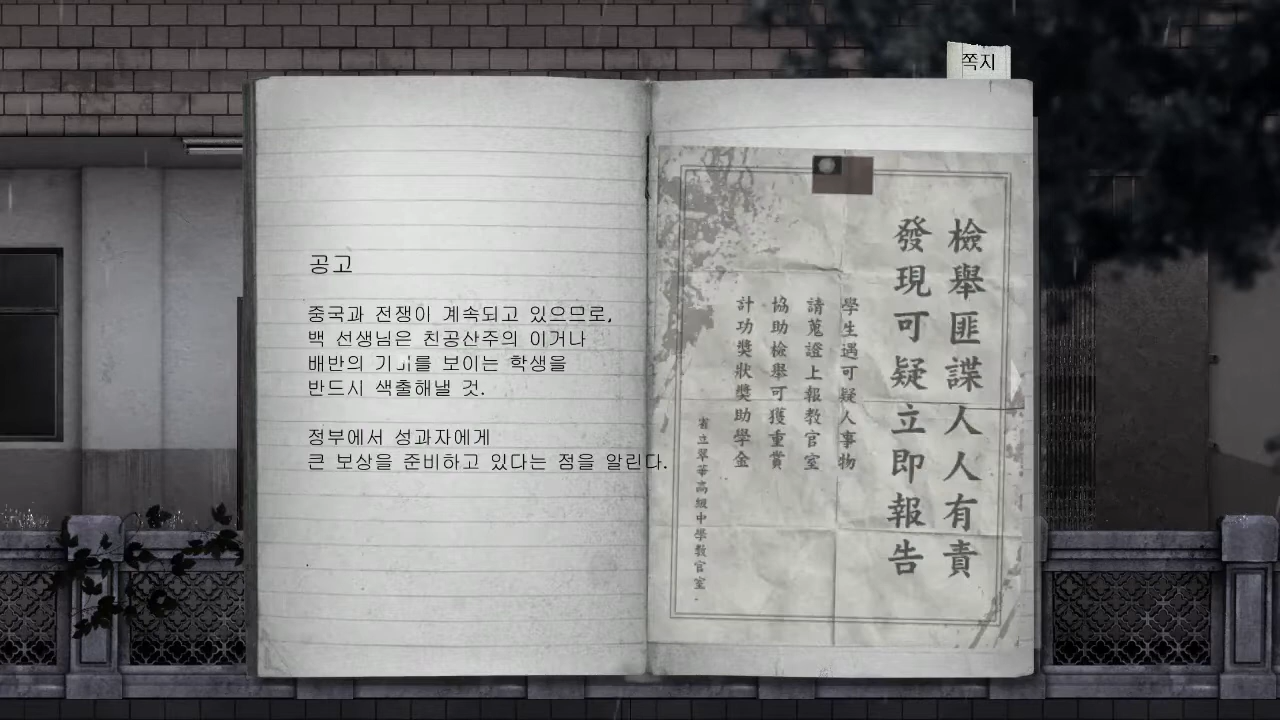 쪽지
공고
중국과 전쟁이 계속되고 있으므로,
백 선생님은 친공산주의 이거나
배반의 기미를 보이는 학생을
반드시 색출해낼 것.
정부에서 성과자에게
큰 보상을 준비하고 있다는 점을 알린다.
檢舉匪諜人人有責
發現可疑立即報告
學生遇可疑人事物
請蒐證上報教官室
協助檢舉可獲重賞
計功獎狀獎助學金
省立翠華高級中學教官室